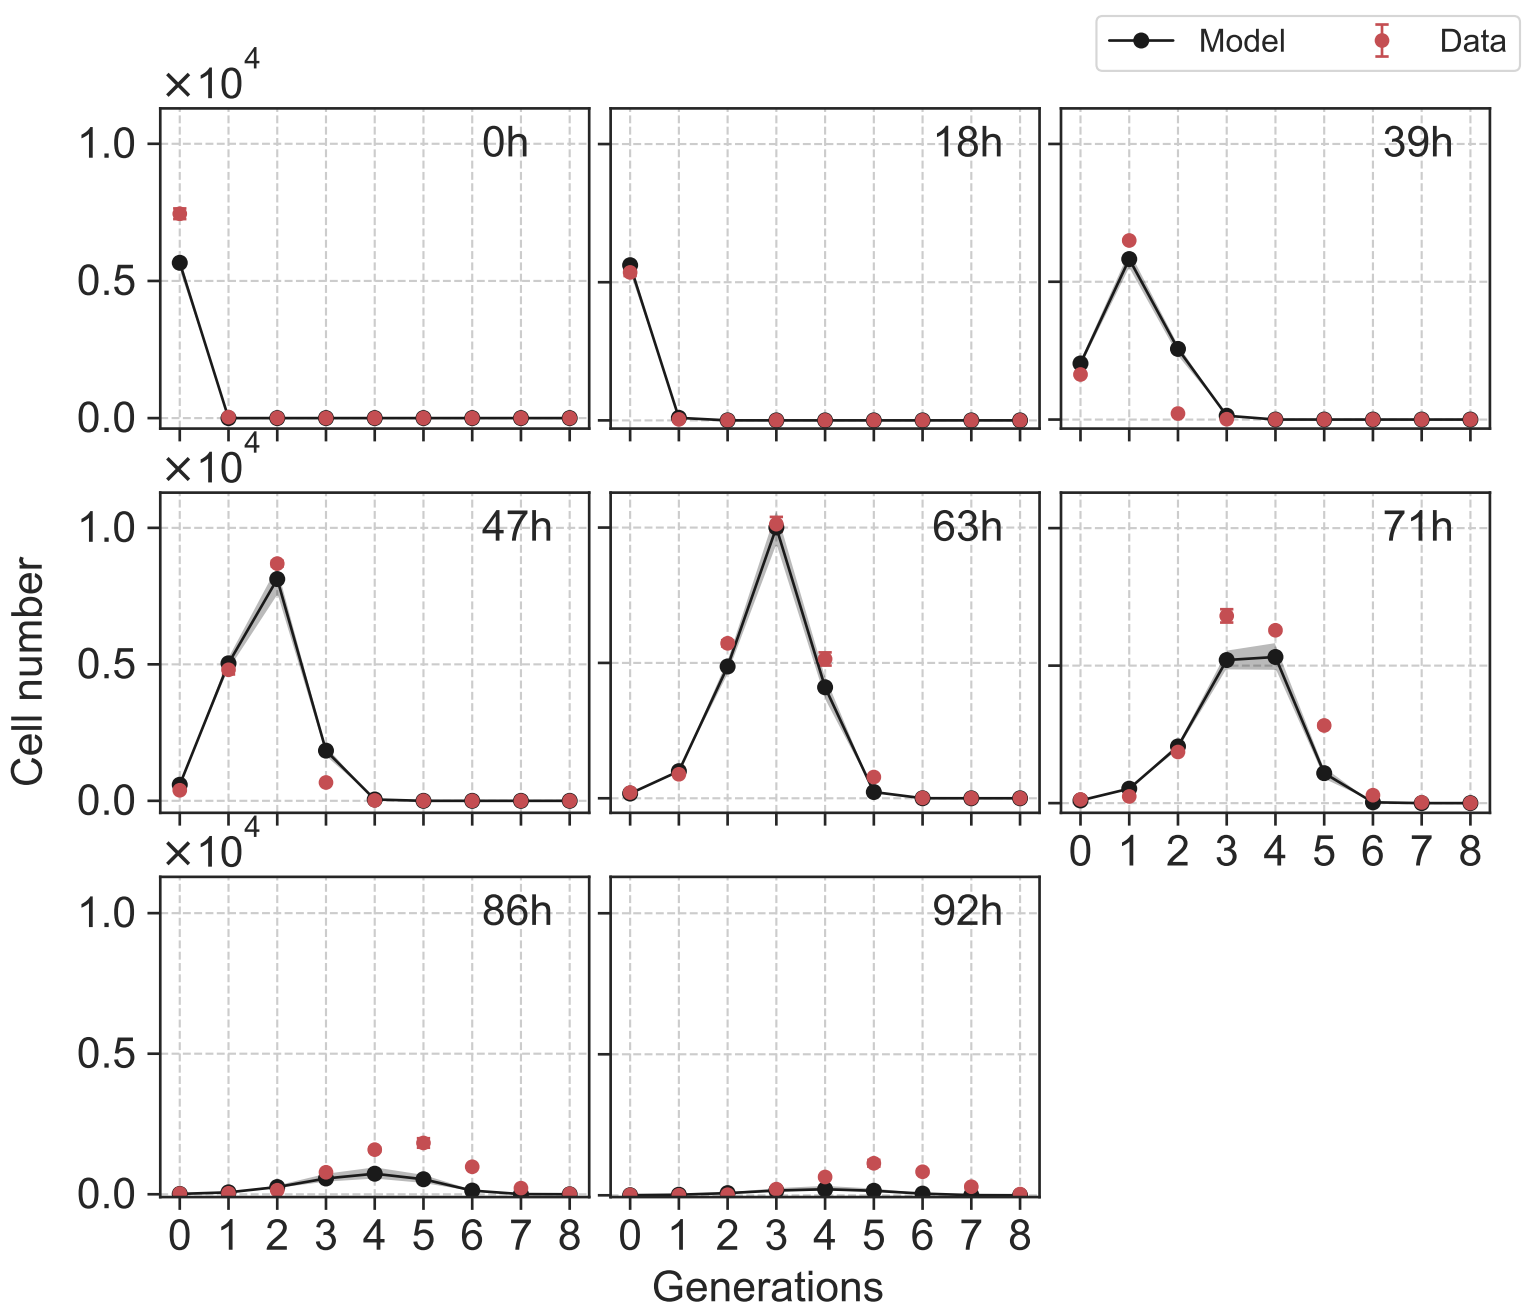 Model Data
×10^4
1.0 0h 18h 39h
0.5
0.0
×10^4
1.0 47h 63h 71h
0.5
0.0
0 1 2 3 4 5 6 7 8
Cell number
×10^4
1.0 86h 92h
0.5
0.0
0 1 2 3 4 5 6 7 8 0 1 2 3 4 5 6 7 8
Generations